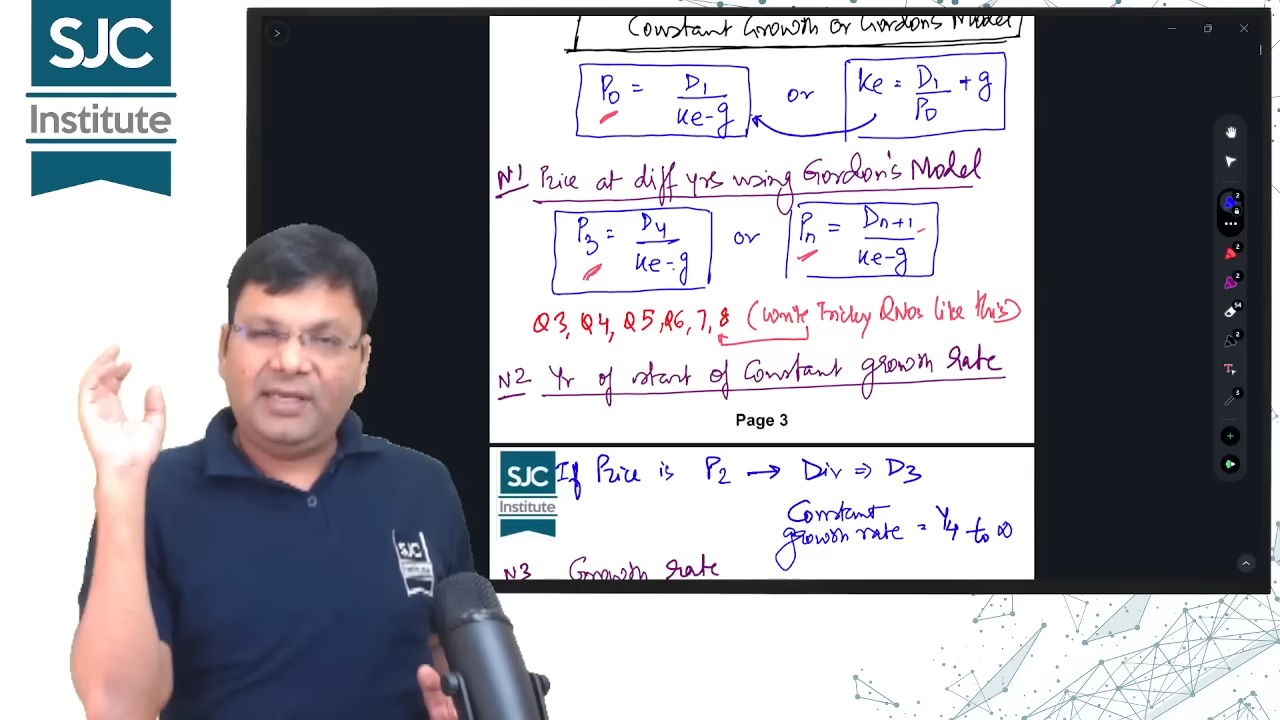 SJC
Institute
Constant Growth or Gordon's Model
P0 = D1 / Ke-g or Ke = D1 / P0 + g
N1 Price at diff yrs using Gordon's Model
P3 = D4 / Ke-g or Pn = Dn+1 / Ke-g
Q3, Q4, Q5, Q6, 7, 8 (Write Tricky QNos like this)
N2 Yr of start of Constant growth rate
Page 3
SJC
Institute
If Price is P2 → Div ⇒ D3
Constant
growth rate = Y4 to ∞
N3 Growth rate
SJC